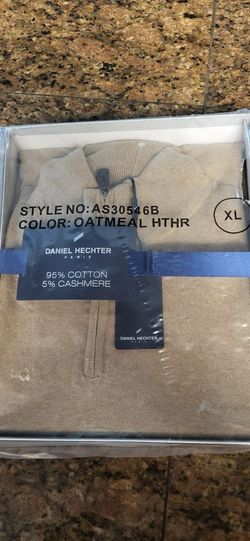 STYLE NO: AS30546B
COLOR: OATMEAL HTHR
XL
DANIEL HECHTER
PARIS
95% COTTON
5% CASHMERE
DANIEL HECHTER
PARIS